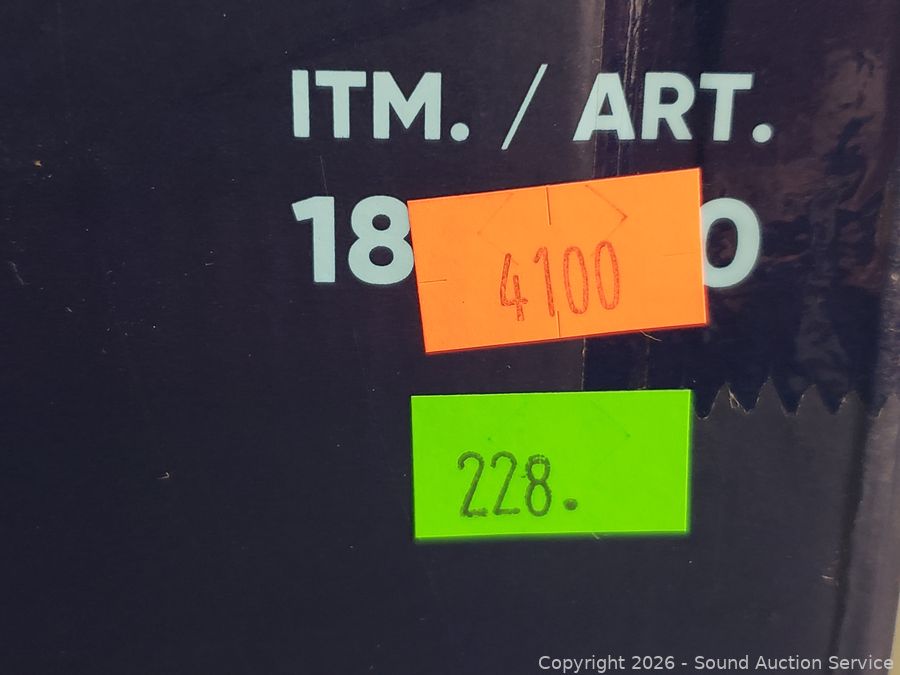 ITM. / ART.
18 0
4100
228.
Copyright 2026 - Sound Auction Service